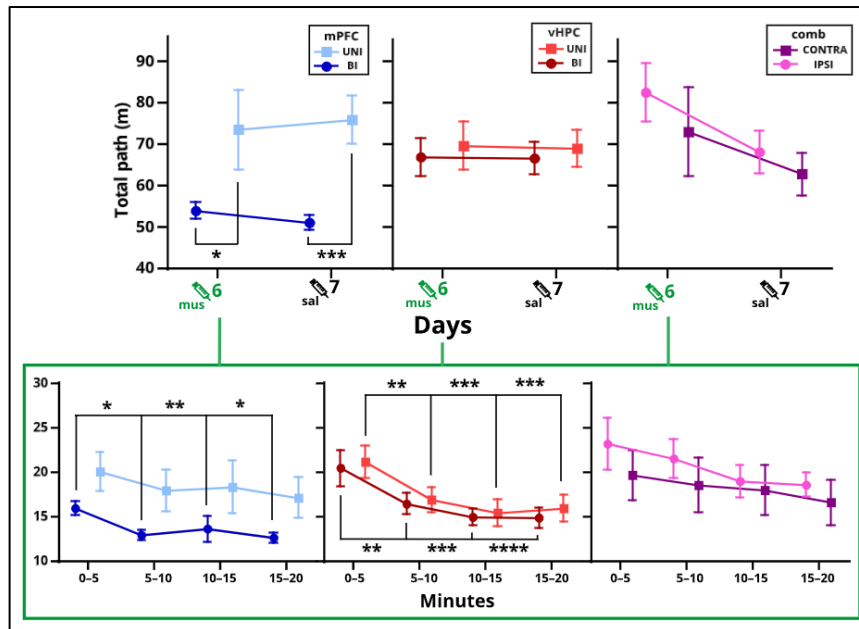 mPFC
UNI
BI
vHPC
UNI
BI
comb
CONTRA
IPSI
Total path (m)
90
80
70
60
50
40
* ***
6 mus
7 sal
6 mus
7 sal
6 mus
7 sal
Days
30
25
20
15
10
* ** *
** *** ***
** *** ****
0–5 5–10 10–15 15–20
0–5 5–10 10–15 15–20
0–5 5–10 10–15 15–20
Minutes